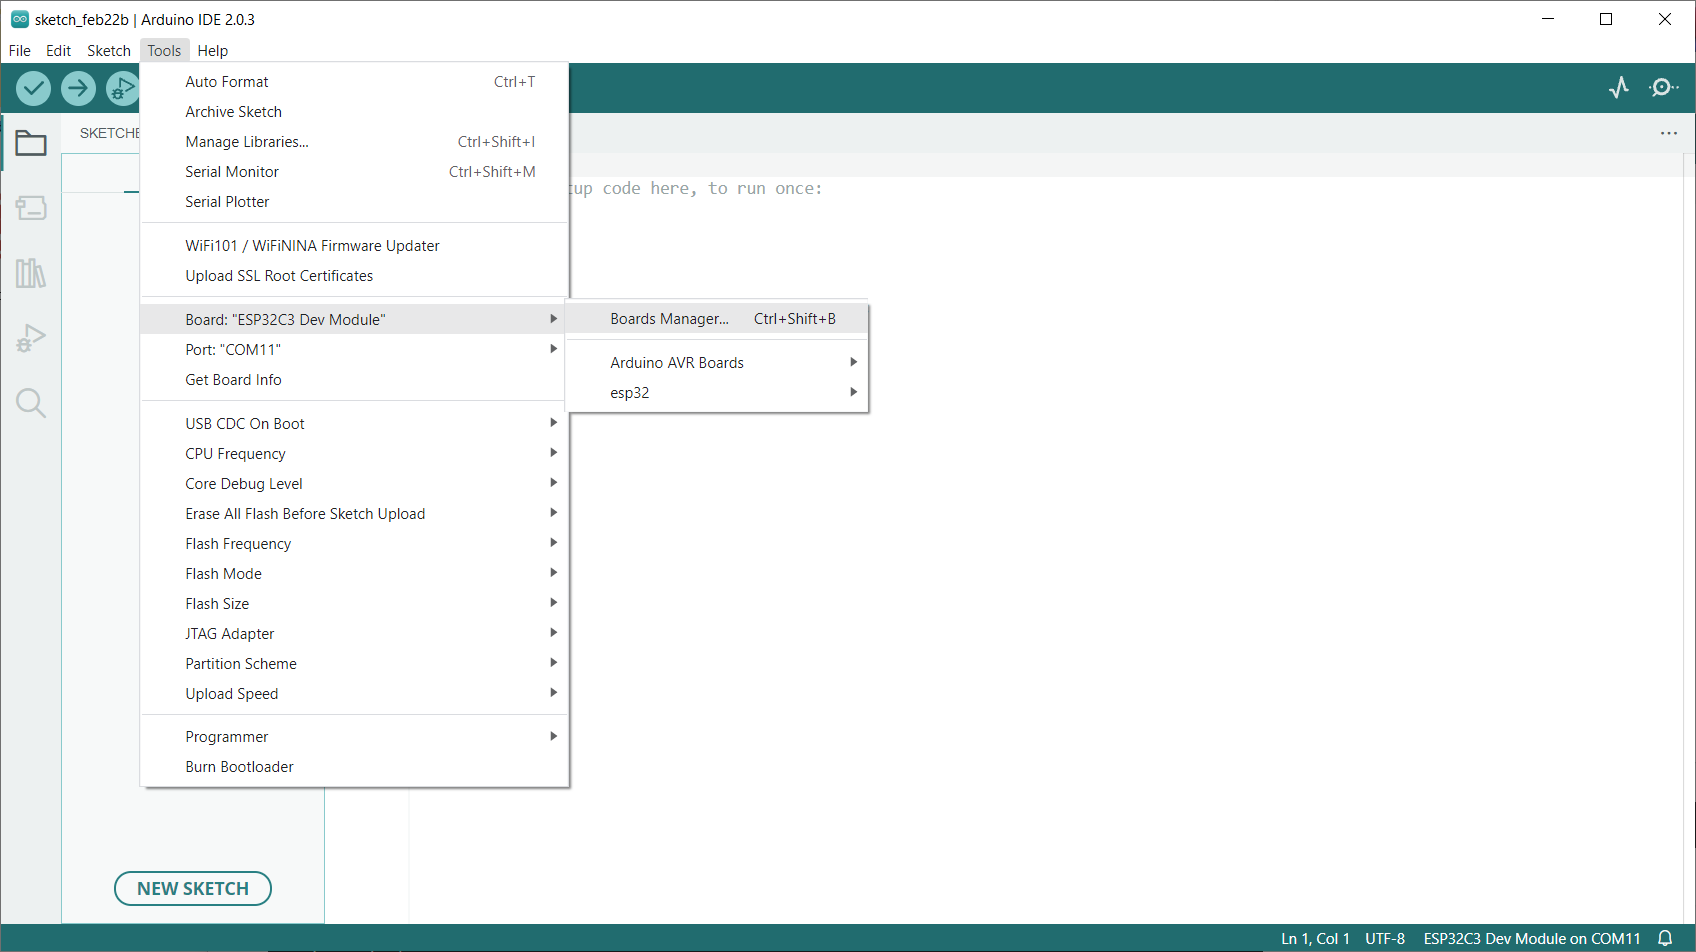 sketch_feb22b | Arduino IDE 2.0.3
File Edit Sketch Tools Help
SKETCHE
Auto Format Ctrl+T
Archive Sketch
Manage Libraries... Ctrl+Shift+I
Serial Monitor Ctrl+Shift+M
Serial Plotter
WiFi101 / WiFiNINA Firmware Updater
Upload SSL Root Certificates
Board: "ESP32C3 Dev Module"
Port: "COM11"
Get Board Info
USB CDC On Boot
CPU Frequency
Core Debug Level
Erase All Flash Before Sketch Upload
Flash Frequency
Flash Mode
Flash Size
JTAG Adapter
Partition Scheme
Upload Speed
Programmer
Burn Bootloader
Boards Manager... Ctrl+Shift+B
Arduino AVR Boards
esp32
tup code here, to run once:
NEW SKETCH
Ln 1, Col 1 UTF-8 ESP32C3 Dev Module on COM11